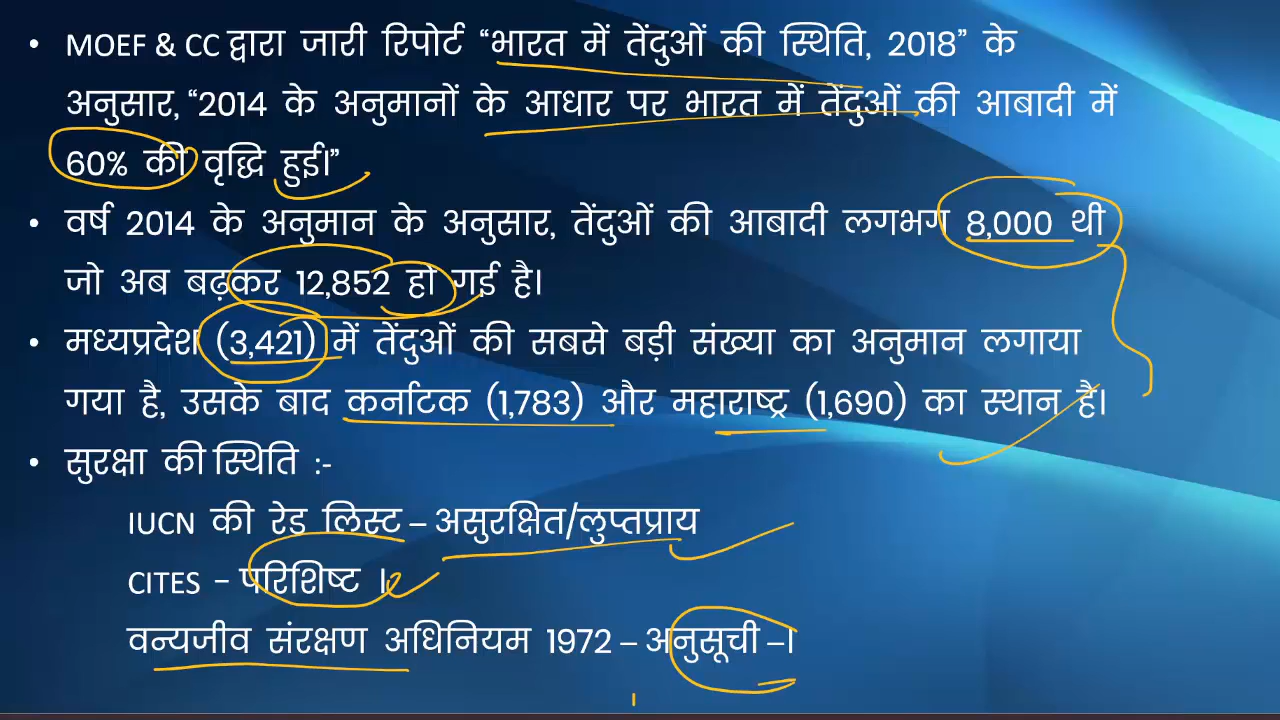 • MOEF & CC द्वारा जारी रिपोर्ट “भारत में तेंदुओं की स्थिति, 2018” के
अनुसार, “2014 के अनुमानों के आधार पर भारत में तेंदुओं की आबादी में
60% की वृद्धि हुई।”
• वर्ष 2014 के अनुमान के अनुसार, तेंदुओं की आबादी लगभग 8,000 थी
जो अब बढ़कर 12,852 हो गई है।
• मध्यप्रदेश (3,421) में तेंदुओं की सबसे बड़ी संख्या का अनुमान लगाया
गया है, उसके बाद कर्नाटक (1,783) और महाराष्ट्र (1,690) का स्थान है।
• सुरक्षा की स्थिति :-
IUCN की रेड लिस्ट – असुरक्षित/लुप्तप्राय
CITES – परिशिष्ट I
वन्यजीव संरक्षण अधिनियम 1972 – अनुसूची –I